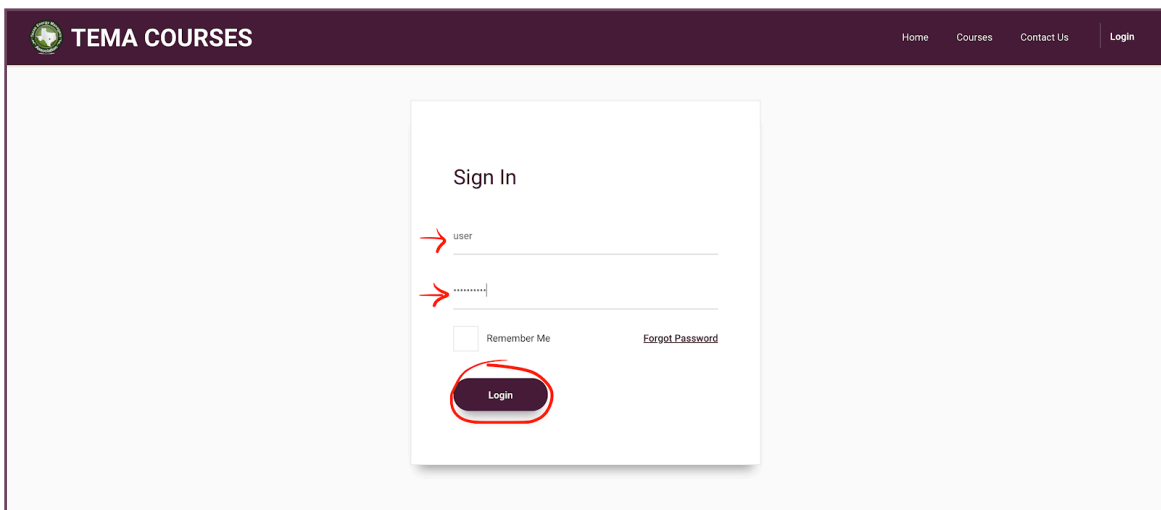 TEMA COURSES
Home Courses Contact Us Login
Sign In
user
••••••••••
Remember Me Forgot Password
Login